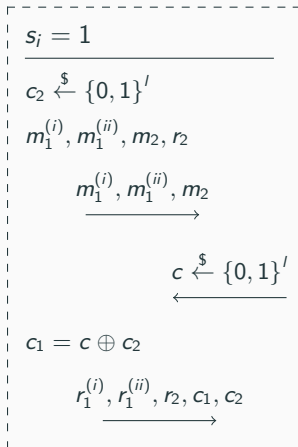 s_i = 1
c_2 ←$ {0, 1}^l
m_1^{(i)}, m_1^{(ii)}, m_2, r_2
m_1^{(i)}, m_1^{(ii)}, m_2
c ←$ {0, 1}^l
c_1 = c ⊕ c_2
r_1^{(i)}, r_1^{(ii)}, r_2, c_1, c_2